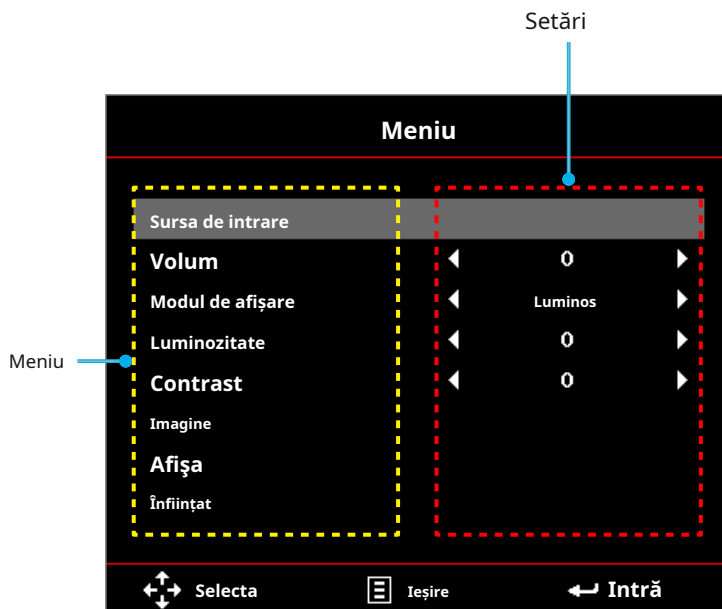 Setări
Meniu
Sursa de intrare
Volum 0
Modul de afișare Luminos
Luminozitate 0
Contrast 0
Meniu
Imagine
Afişa
Înființat
Selecta Ieșire Intră